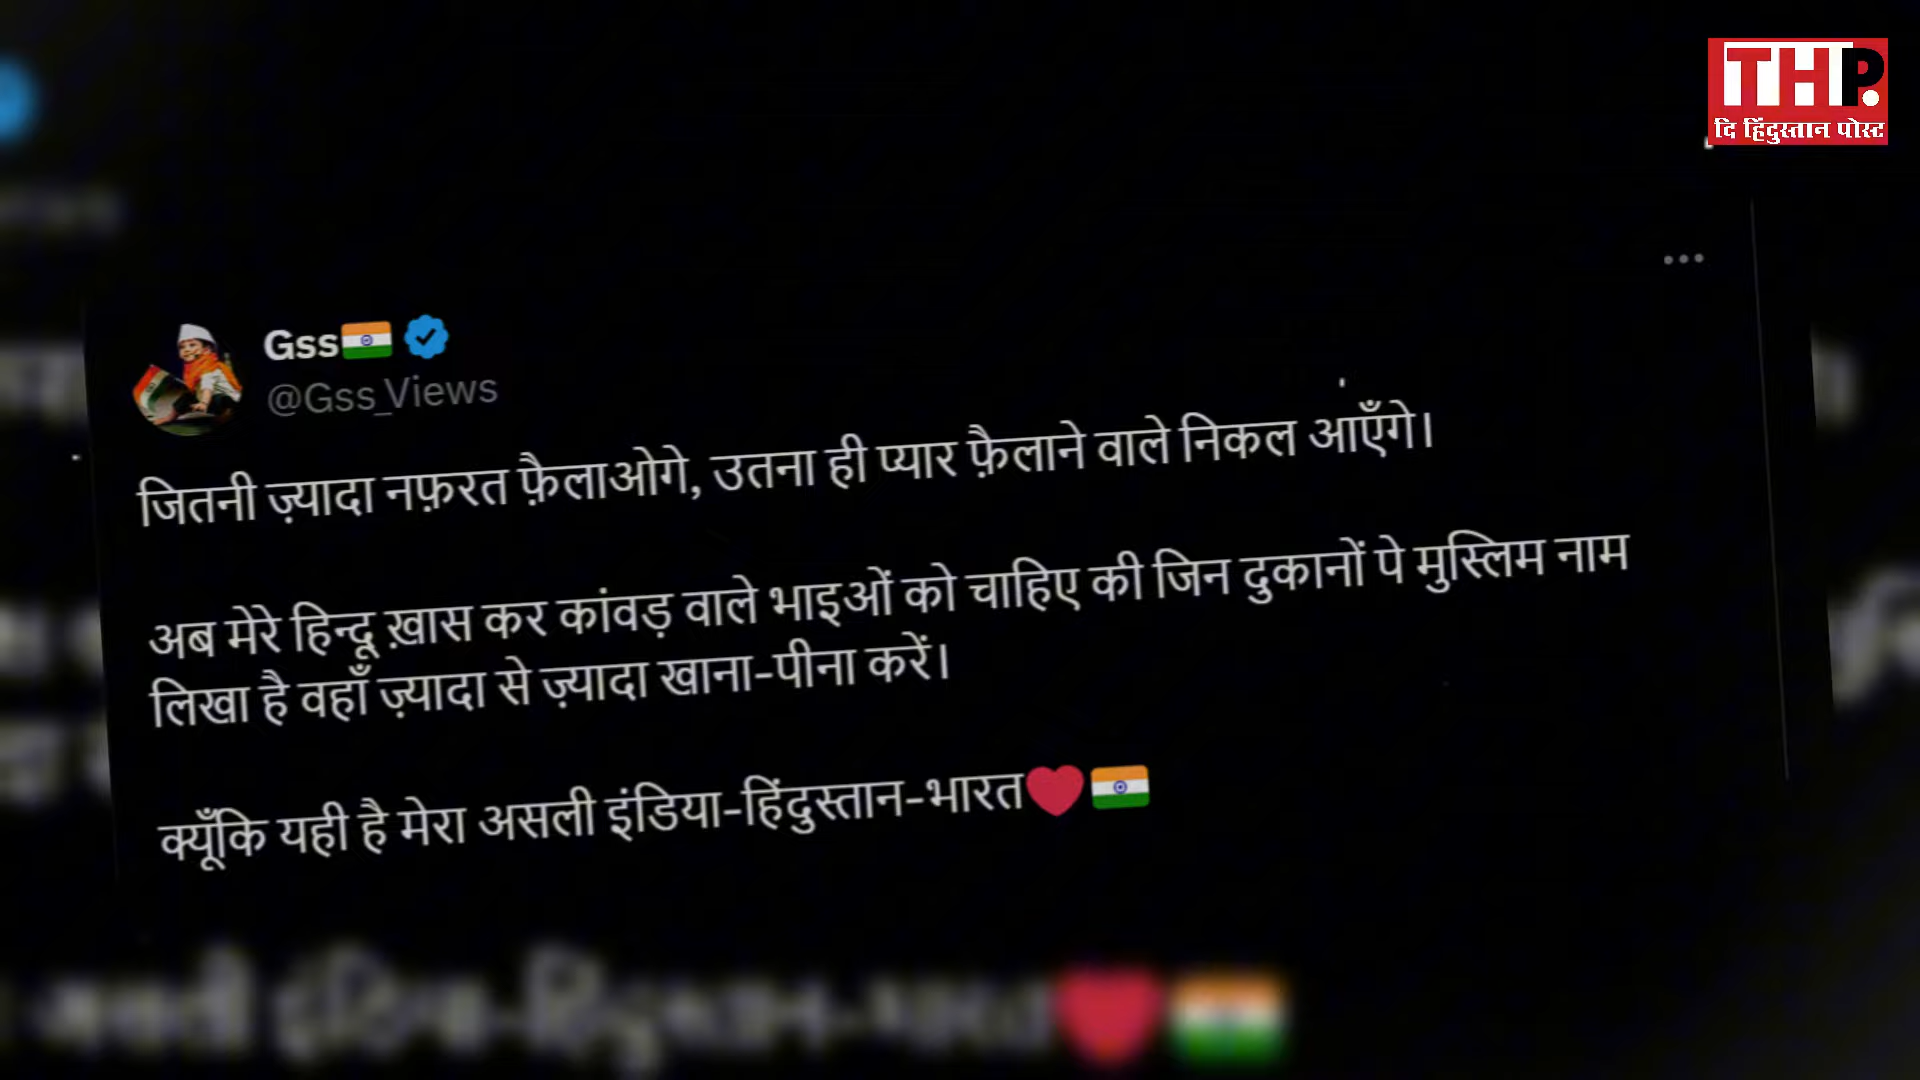 THP.
दि हिंदुस्तान पोस्ट
Gss
@Gss_Views
जितनी ज़्यादा नफ़रत फ़ैलाओगे, उतना ही प्यार फ़ैलाने वाले निकल आएँगे।
अब मेरे हिन्दू ख़ास कर कांवड़ वाले भाइओं को चाहिए की जिन दुकानों पे मुस्लिम नाम
लिखा है वहाँ ज़्यादा से ज़्यादा खाना-पीना करें।
क्यूँकि यही है मेरा असली इंडिया-हिंदुस्तान-भारत❤️🇮🇳